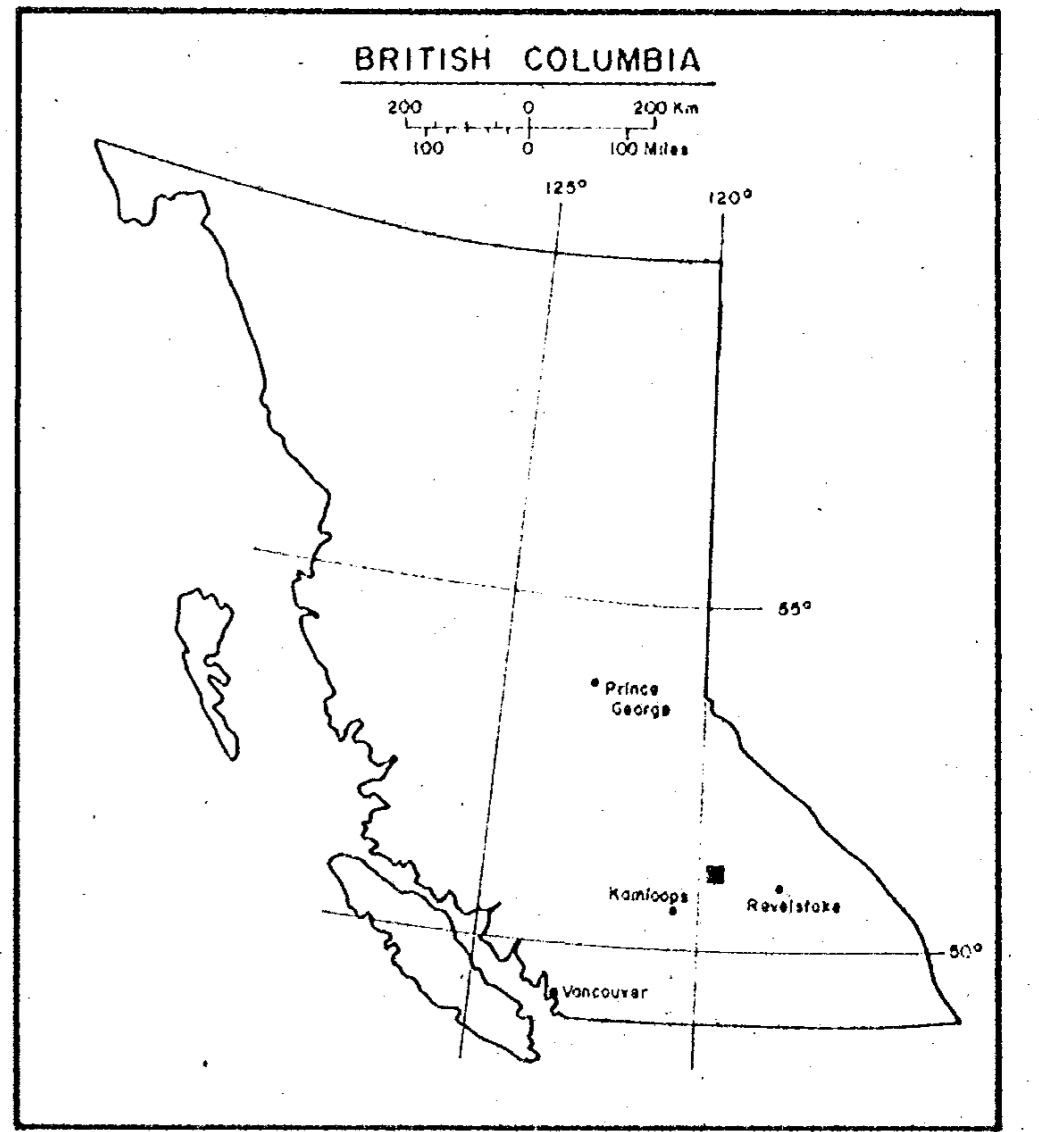 BRITISH COLUMBIA
200 0 200 Km
100 0 100 Miles
125°
120°
55°
Prince
George
Kamloops
Revelstoke
50°
Vancouver